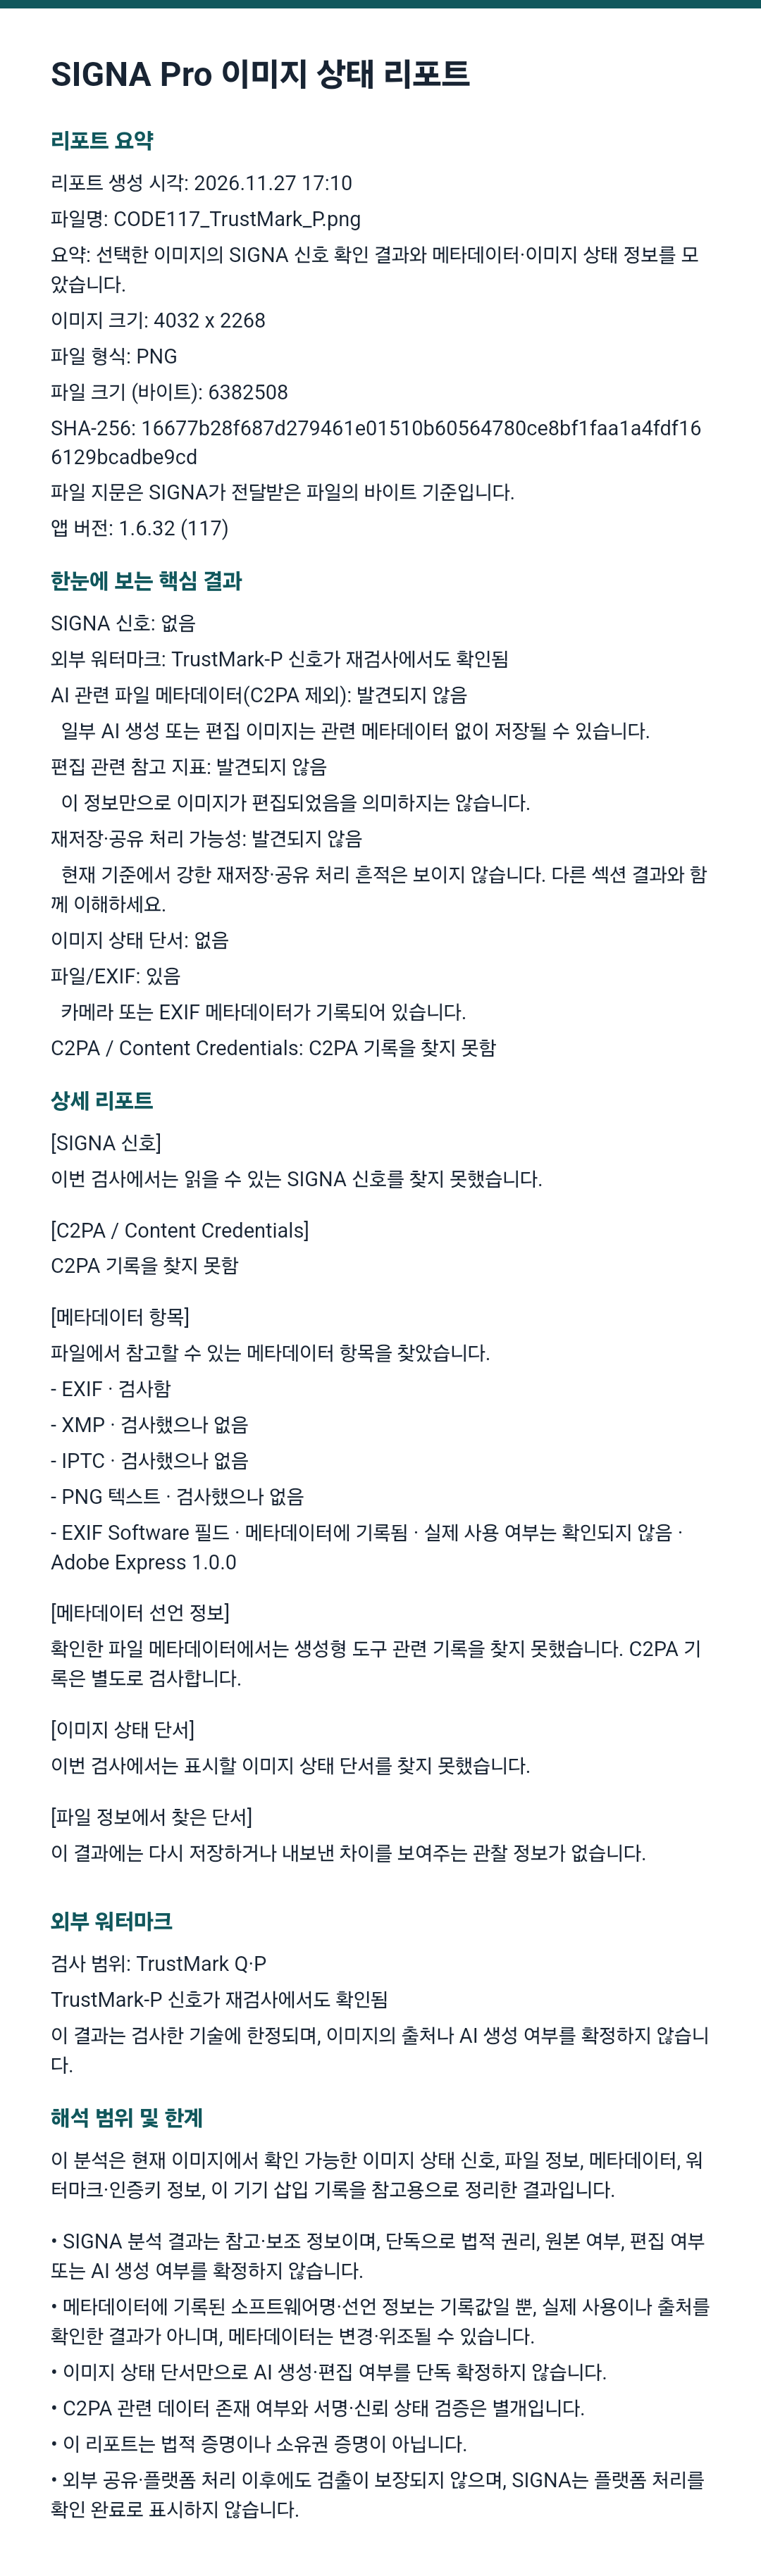 SIGNA Pro 이미지 상태 리포트
리포트 요약
리포트 생성 시각: 2026.11.27 17:10
파일명: CODE117_TrustMark_P.png
요약: 선택한 이미지의 SIGNA 신호 확인 결과와 메타데이터·이미지 상태 정보를 모
았습니다.
이미지 크기: 4032 x 2268
파일 형식: PNG
파일 크기 (바이트): 6382508
SHA-256: 16677b28f687d279461e01510b60564780ce8bf1faa1a4fdf16
6129bcadbe9cd
파일 지문은 SIGNA가 전달받은 파일의 바이트 기준입니다.
앱 버전: 1.6.32 (117)
한눈에 보는 핵심 결과
SIGNA 신호: 없음
외부 워터마크: TrustMark-P 신호가 재검사에서도 확인됨
AI 관련 파일 메타데이터(C2PA 제외): 발견되지 않음
일부 AI 생성 또는 편집 이미지는 관련 메타데이터 없이 저장될 수 있습니다.
편집 관련 참고 지표: 발견되지 않음
이 정보만으로 이미지가 편집되었음을 의미하지는 않습니다.
재저장·공유 처리 가능성: 발견되지 않음
현재 기준에서 강한 재저장·공유 처리 흔적은 보이지 않습니다. 다른 섹션 결과와 함
께 이해하세요.
이미지 상태 단서: 없음
파일/EXIF: 있음
카메라 또는 EXIF 메타데이터가 기록되어 있습니다.
C2PA / Content Credentials: C2PA 기록을 찾지 못함
상세 리포트
[SIGNA 신호]
이번 검사에서는 읽을 수 있는 SIGNA 신호를 찾지 못했습니다.
[C2PA / Content Credentials]
C2PA 기록을 찾지 못함
[메타데이터 항목]
파일에서 참고할 수 있는 메타데이터 항목을 찾았습니다.
- EXIF · 검사함
- XMP · 검사했으나 없음
- IPTC · 검사했으나 없음
- PNG 텍스트 · 검사했으나 없음
- EXIF Software 필드 · 메타데이터에 기록됨 · 실제 사용 여부는 확인되지 않음 ·
Adobe Express 1.0.0
[메타데이터 선언 정보]
확인한 파일 메타데이터에서는 생성형 도구 관련 기록을 찾지 못했습니다. C2PA 기
록은 별도로 검사합니다.
[이미지 상태 단서]
이번 검사에서는 표시할 이미지 상태 단서를 찾지 못했습니다.
[파일 정보에서 찾은 단서]
이 결과에는 다시 저장하거나 내보낸 차이를 보여주는 관찰 정보가 없습니다.
외부 워터마크
검사 범위: TrustMark Q·P
TrustMark-P 신호가 재검사에서도 확인됨
이 결과는 검사한 기술에 한정되며, 이미지의 출처나 AI 생성 여부를 확정하지 않습니
다.
해석 범위 및 한계
이 분석은 현재 이미지에서 확인 가능한 이미지 상태 신호, 파일 정보, 메타데이터, 워
터마크·인증키 정보, 이 기기 삽입 기록을 참고용으로 정리한 결과입니다.
• SIGNA 분석 결과는 참고·보조 정보이며, 단독으로 법적 권리, 원본 여부, 편집 여부
또는 AI 생성 여부를 확정하지 않습니다.
• 메타데이터에 기록된 소프트웨어명·선언 정보는 기록값일 뿐, 실제 사용이나 출처를
확인한 결과가 아니며, 메타데이터는 변경·위조될 수 있습니다.
• 이미지 상태 단서만으로 AI 생성·편집 여부를 단독 확정하지 않습니다.
• C2PA 관련 데이터 존재 여부와 서명·신뢰 상태 검증은 별개입니다.
• 이 리포트는 법적 증명이나 소유권 증명이 아닙니다.
• 외부 공유·플랫폼 처리 이후에도 검출이 보장되지 않으며, SIGNA는 플랫폼 처리를
확인 완료로 표시하지 않습니다.